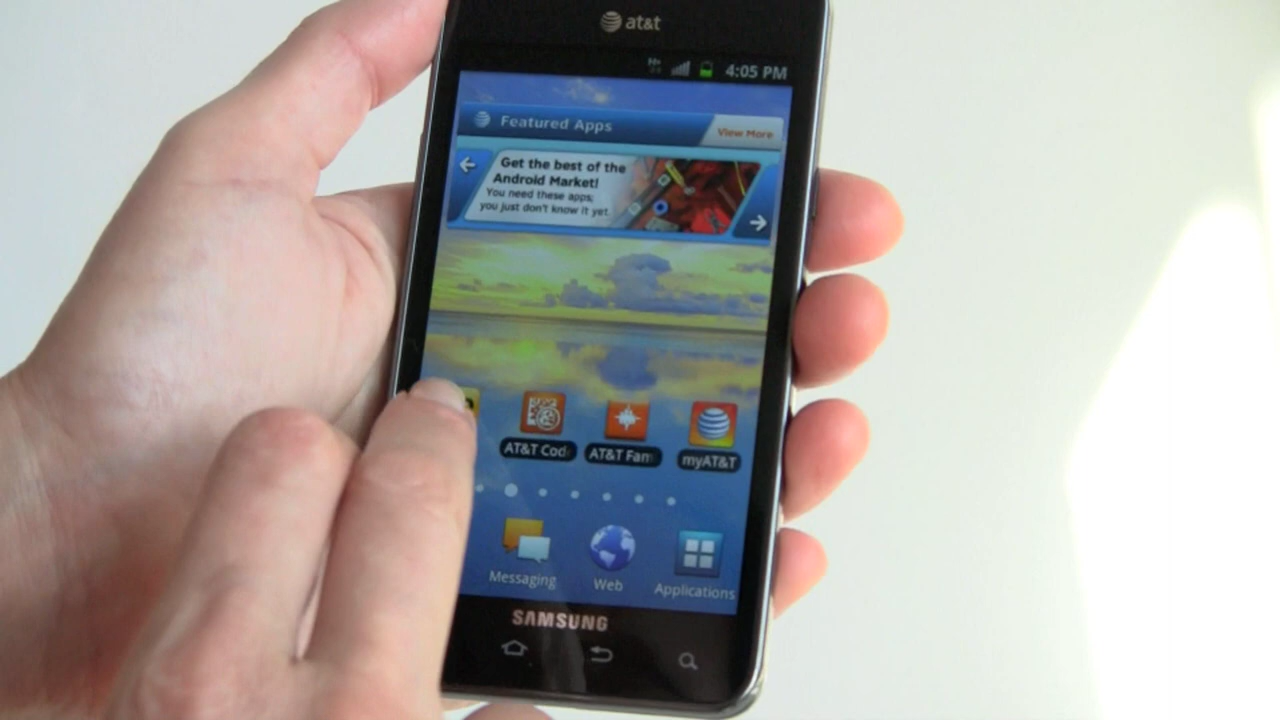 at&t
H+
4:05 PM
Featured Apps
View More
Get the best of the
Android Market!
You need these apps;
you just don't know it yet.
AT&T Cod
AT&T Fam
myAT&T
Messaging
Web
Applications
SAMSUNG